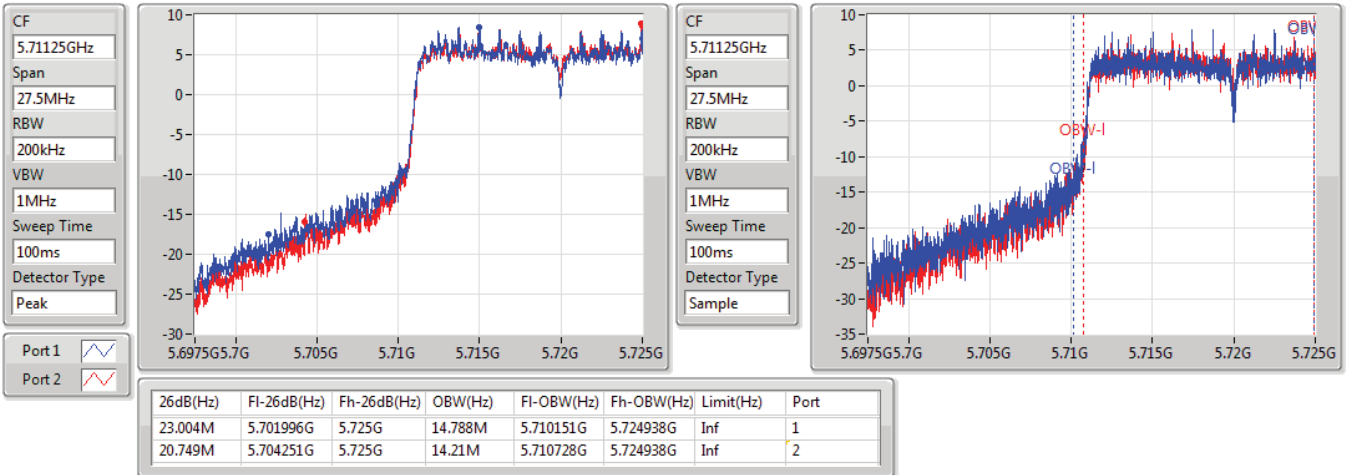 CF
5.71125GHz
Span
27.5MHz
RBW
200kHz
VBW
1MHz
Sweep Time
100ms
Detector Type
Peak
Port 1
Port 2
10
5
0
-5
-10
-15
-20
-25
-30
5.6975G 5.7G 5.705G 5.71G 5.715G 5.72G 5.725G
CF
5.71125GHz
Span
27.5MHz
RBW
200kHz
VBW
1MHz
Sweep Time
100ms
Detector Type
Sample
10
5
0
-5
-10
-15
-20
-25
-30
-35
OBW-l
OBW-l
OBV
5.6975G 5.7G 5.705G 5.71G 5.715G 5.72G 5.725G
26dB(Hz) Fl-26dB(Hz) Fh-26dB(Hz) OBW(Hz) Fl-OBW(Hz) Fh-OBW(Hz) Limit(Hz) Port
23.004M 5.701996G 5.725G 14.788M 5.710151G 5.724938G Inf 1
20.749M 5.704251G 5.725G 14.21M 5.710728G 5.724938G Inf 2